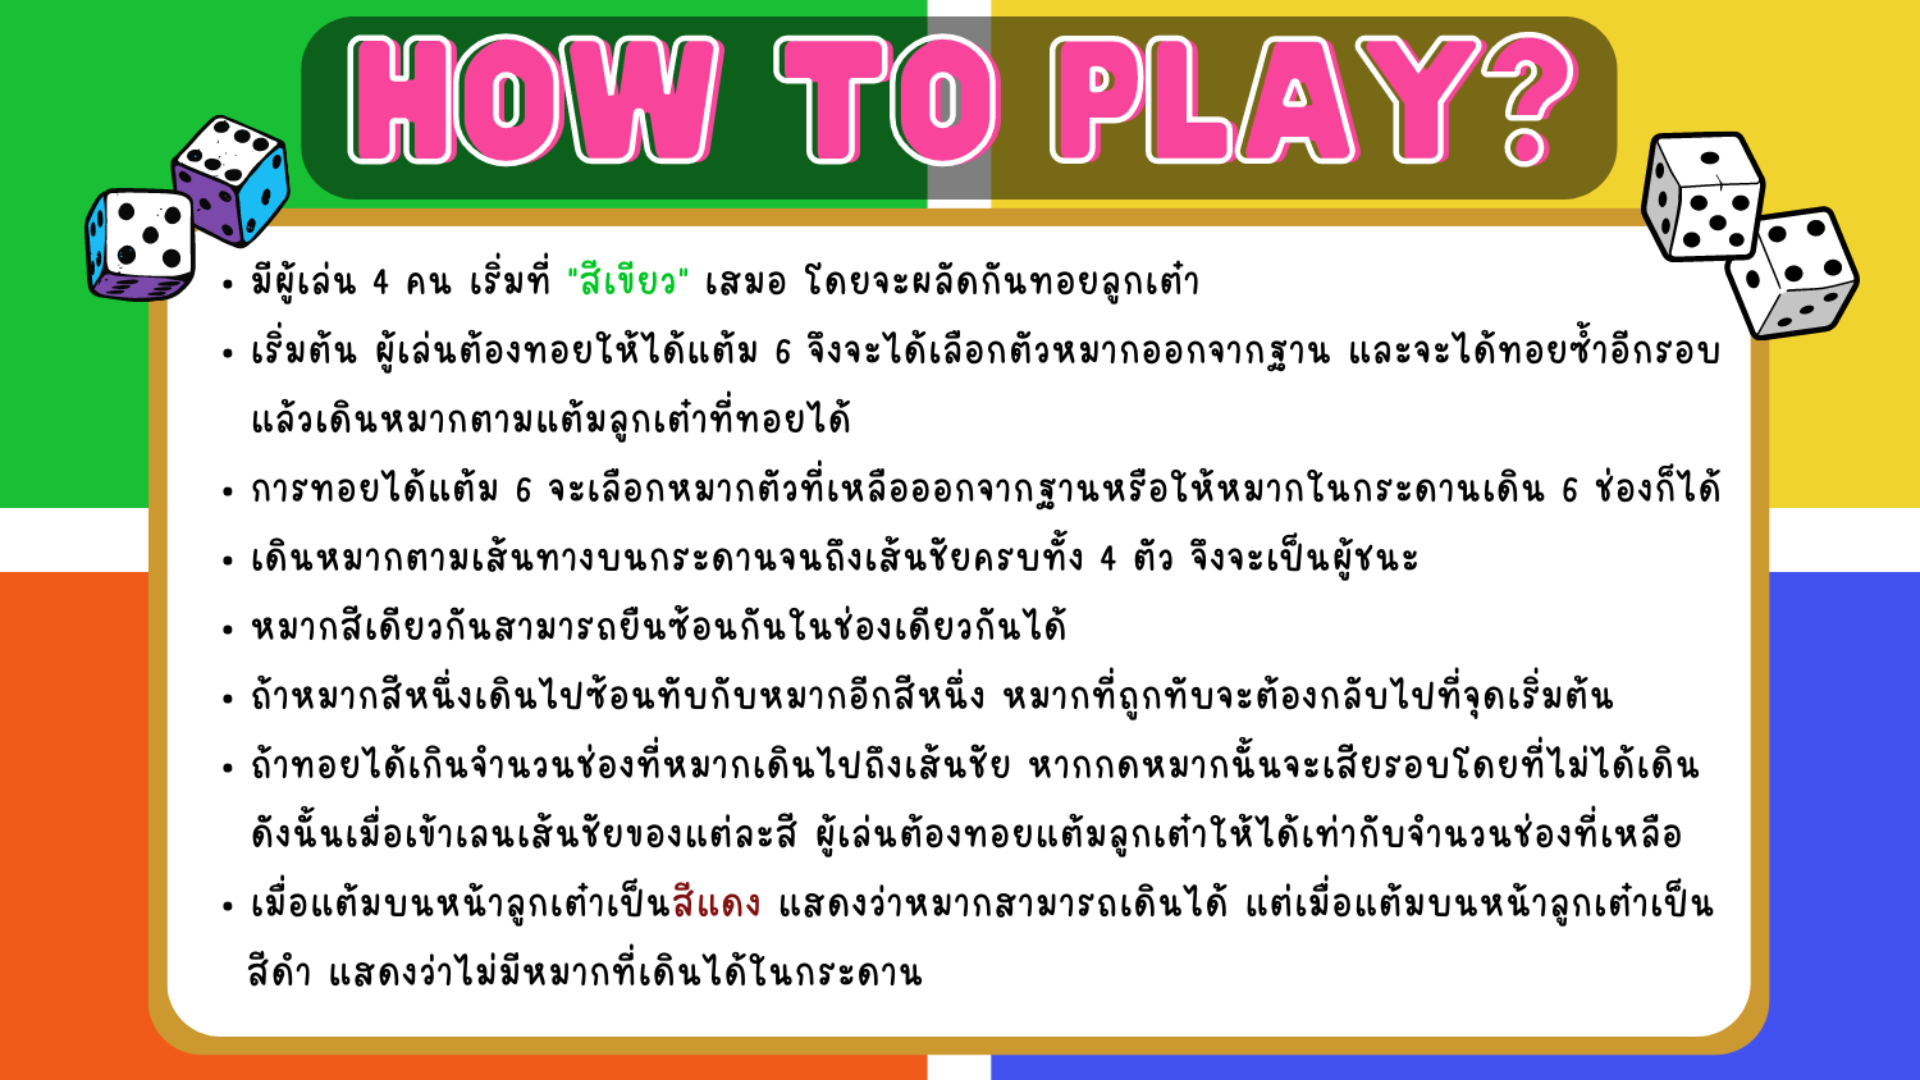 HOW TO PLAY?
• มีผู้เล่น 4 คน เริ่มที่ "สีเขียว" เสมอ โดยจะผลัดกันทอยลูกเต๋า
• เริ่มต้น ผู้เล่นต้องทอยให้ได้แต้ม 6 จึงจะได้เลือกตัวหมากออกจากฐาน และจะได้ทอยซ้ำอีกรอบ
แล้วเดินหมากตามแต้มลูกเต๋าที่ทอยได้
• การทอยได้แต้ม 6 จะเลือกหมากตัวที่เหลือออกจากฐานหรือให้หมากในกระดานเดิน 6 ช่องก็ได้
• เดินหมากตามเส้นทางบนกระดานจนถึงเส้นชัยครบทั้ง 4 ตัว จึงจะเป็นผู้ชนะ
• หมากสีเดียวกันสามารถยืนซ้อนกันในช่องเดียวกันได้
• ถ้าหมากสีหนึ่งเดินไปซ้อนทับกับหมากอีกสีหนึ่ง หมากที่ถูกทับจะต้องกลับไปที่จุดเริ่มต้น
• ถ้าทอยได้เกินจำนวนช่องที่หมากเดินไปถึงเส้นชัย หากกดหมากนั้นจะเสียรอบโดยที่ไม่ได้เดิน
ดังนั้นเมื่อเข้าเลนเส้นชัยของแต่ละสี ผู้เล่นต้องทอยแต้มลูกเต๋าให้ได้เท่ากับจำนวนช่องที่เหลือ
• เมื่อแต้มบนหน้าลูกเต๋าเป็นสีแดง แสดงว่าหมากสามารถเดินได้ แต่เมื่อแต้มบนหน้าลูกเต๋าเป็น
สีดำ แสดงว่าไม่มีหมากที่เดินได้ในกระดาน